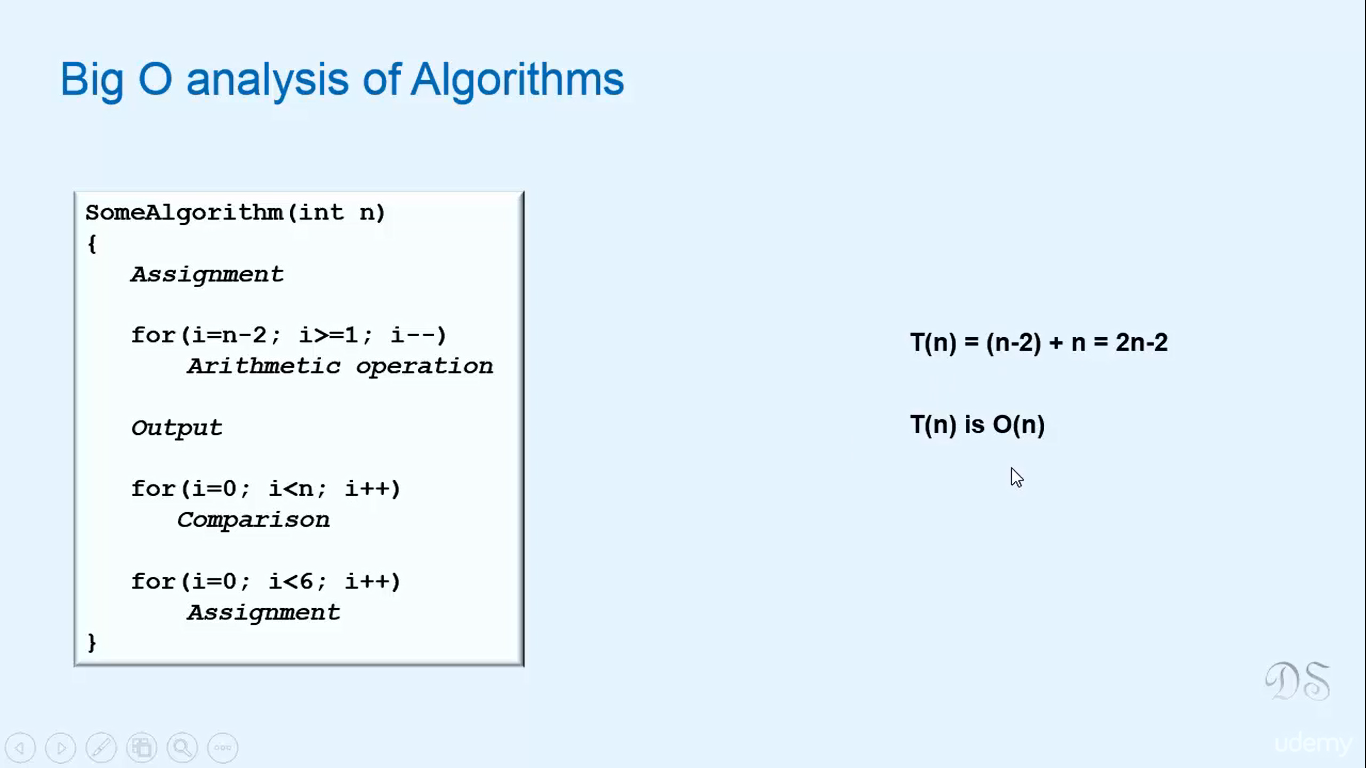 Big O analysis of Algorithms
SomeAlgorithm(int n)
{
Assignment
for(i=n-2; i>=1; i--)
Arithmetic operation
Output
for(i=0; i<n; i++)
Comparison
for(i=0; i<6; i++)
Assignment
}
T(n) = (n-2) + n = 2n-2
T(n) is O(n)
DS
udemy